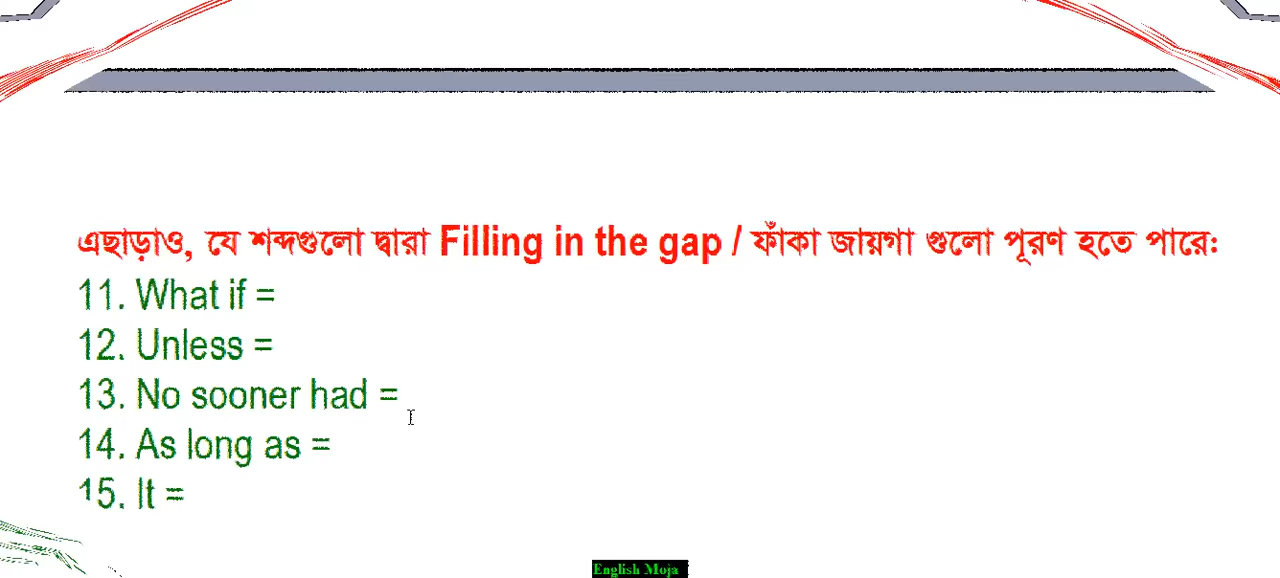 এছাড়াও, যে শব্দগুলো দ্বারা Filling in the gap / ফাঁকা জায়গা গুলো পূরণ হতে পারে:
11. What if =
12. Unless =
13. No sooner had =
14. As long as =
15. It =
English Moja